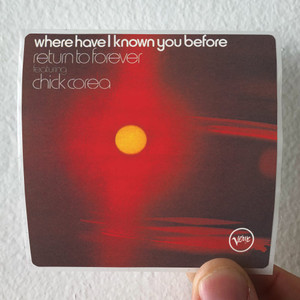 where have I known you before
return to forever
featuring
chick corea
Verve